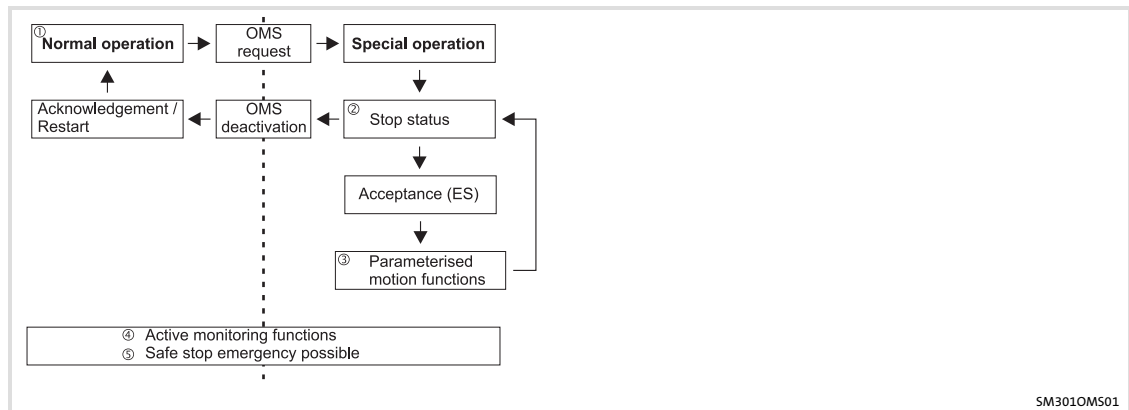 ①
Normal operation
OMS
request
Special operation
Acknowledgement /
Restart
OMS
deactivation
②
Stop status
Acceptance (ES)
③
Parameterised
motion functions
④ Active monitoring functions
⑤ Safe stop emergency possible
SM301OMS01